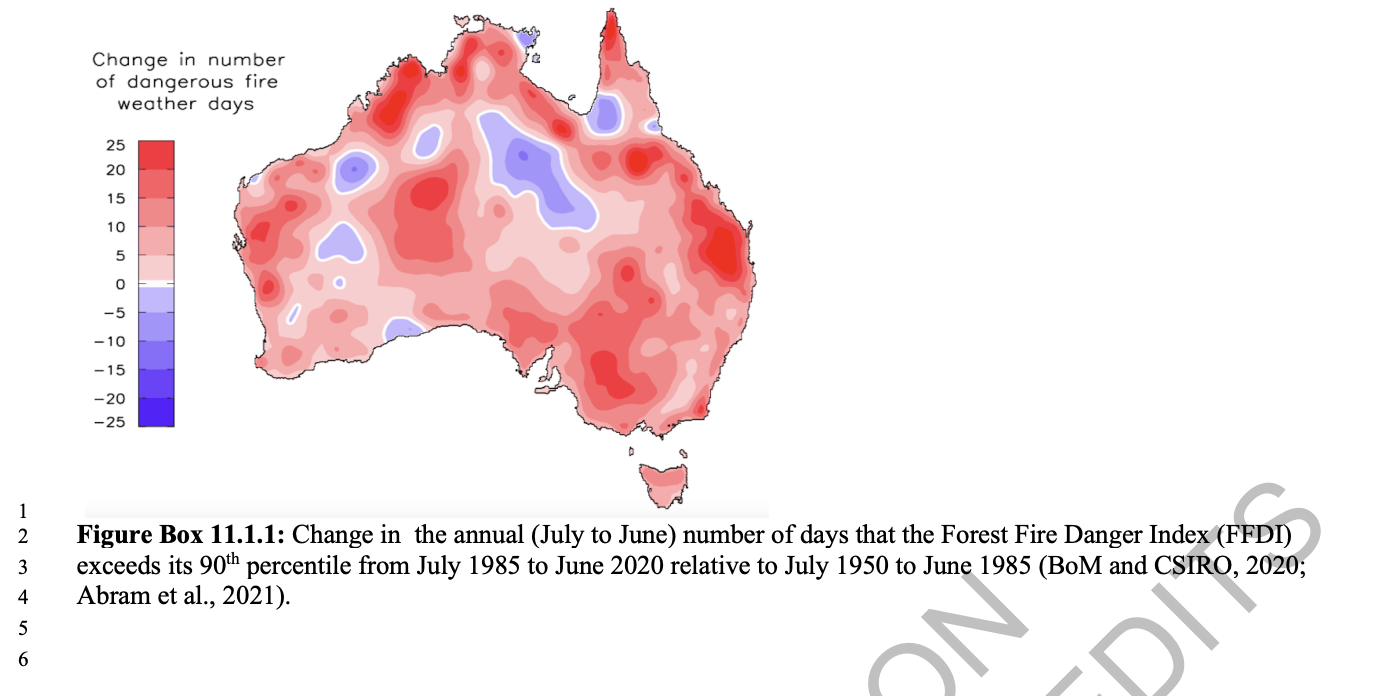 Change in number
of dangerous fire
weather days
25
20
15
10
5
0
−5
−10
−15
−20
−25
1
2 Figure Box 11.1.1: Change in the annual (July to June) number of days that the Forest Fire Danger Index (FFDI)
3 exceeds its 90th percentile from July 1985 to June 2020 relative to July 1950 to June 1985 (BoM and CSIRO, 2020;
4 Abram et al., 2021).
5
6
ON
EDITS